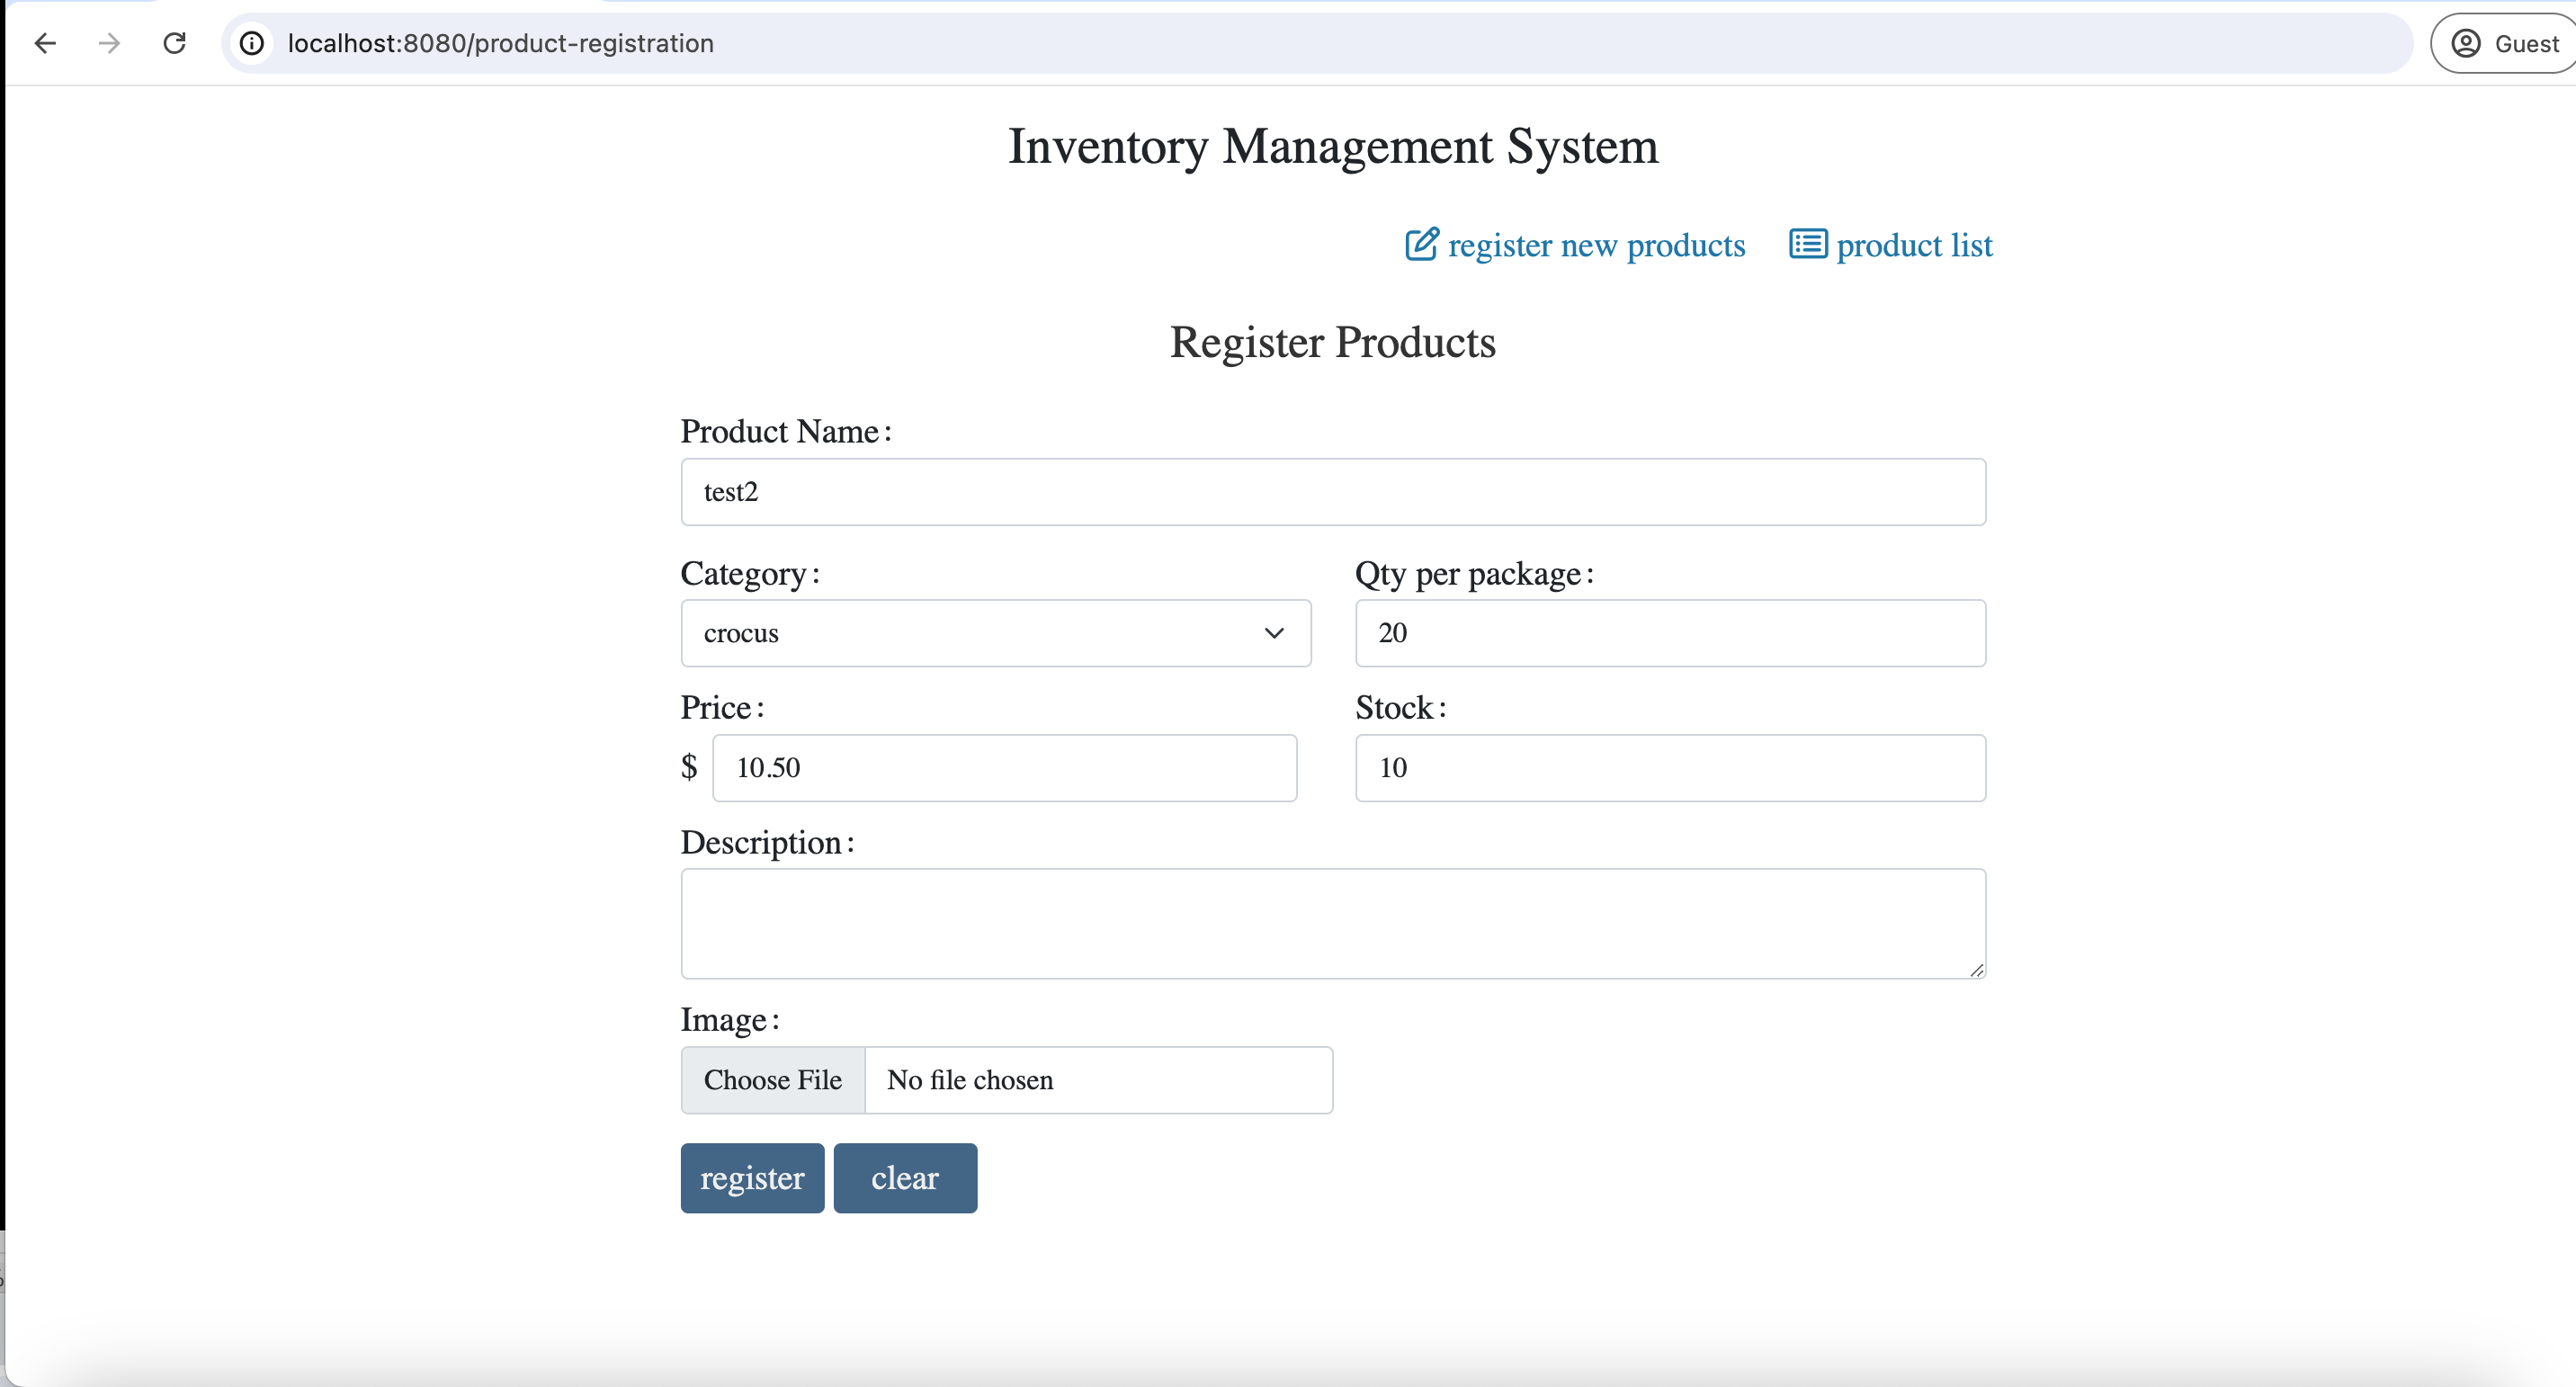 localhost:8080/product-registration
Guest
Inventory Management System
register new products product list
Register Products
Product Name:
test2
Category: Qty per package:
crocus 20
Price: Stock:
$ 10.50 10
Description:
Image:
Choose File No file chosen
register clear